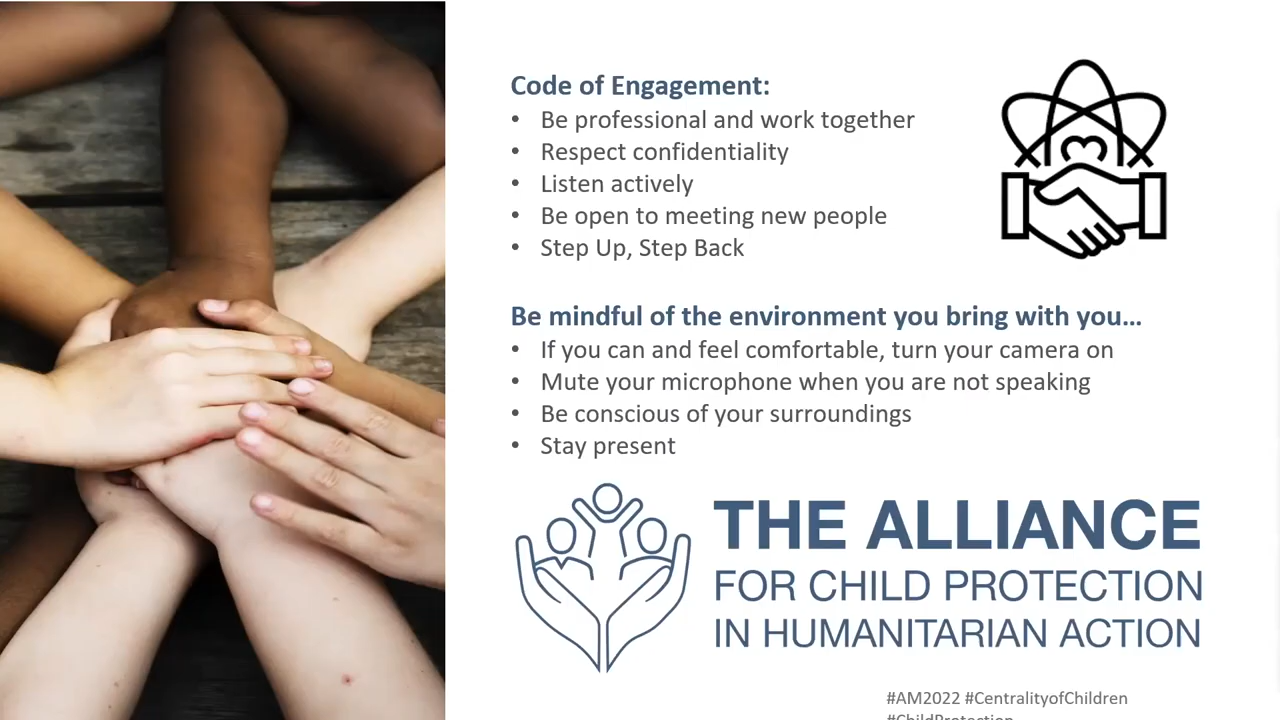 Code of Engagement:
• Be professional and work together
• Respect confidentiality
• Listen actively
• Be open to meeting new people
• Step Up, Step Back
Be mindful of the environment you bring with you…
• If you can and feel comfortable, turn your camera on
• Mute your microphone when you are not speaking
• Be conscious of your surroundings
• Stay present
THE ALLIANCE
FOR CHILD PROTECTION
IN HUMANITARIAN ACTION
#AM2022 #CentralityofChildren
#ChildProtection